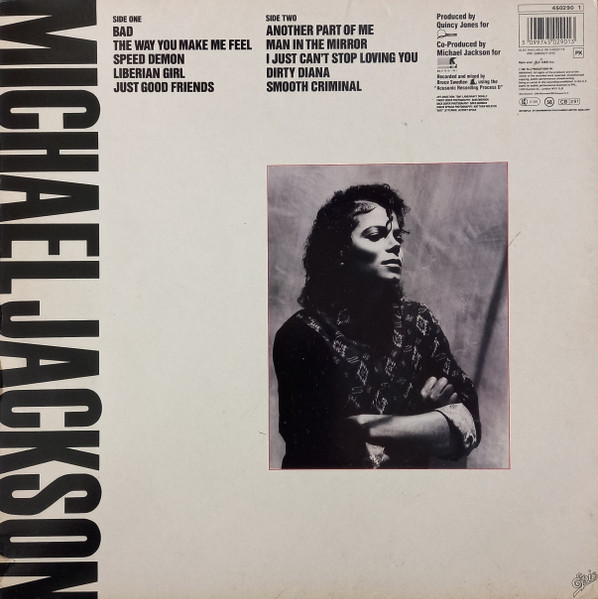 MICHAEL JACKSON
SIDE ONE
BAD
THE WAY YOU MAKE ME FEEL
SPEED DEMON
LIBERIAN GIRL
JUST GOOD FRIENDS
SIDE TWO
ANOTHER PART OF ME
MAN IN THE MIRROR
I JUST CAN'T STOP LOVING YOU
DIRTY DIANA
SMOOTH CRIMINAL
Produced by
Quincy Jones for
Co-Produced by
Michael Jackson for
Recorded and mixed by
Bruce Swedien using the
"Acusonic Recording Process"
450290 1
PK
Epic